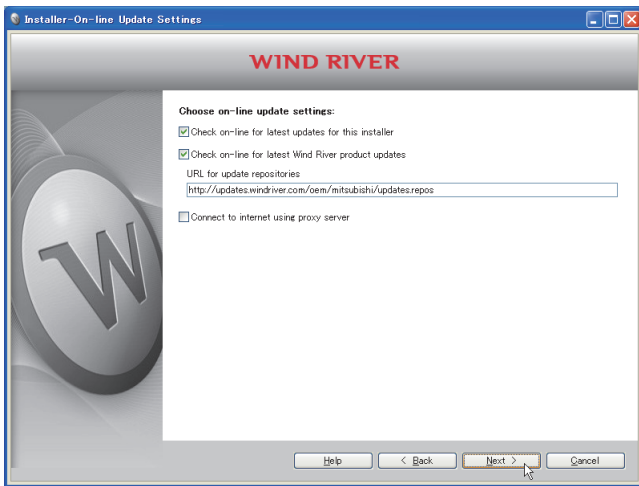 Installer-On-line Update Settings
WIND RIVER
Choose on-line update settings:
Check on-line for latest updates for this installer
Check on-line for latest Wind River product updates
URL for update repositories
http://updates.windriver.com/oem/mitsubishi/updates.repos
Connect to internet using proxy server
W
Help < Back Next > Cancel